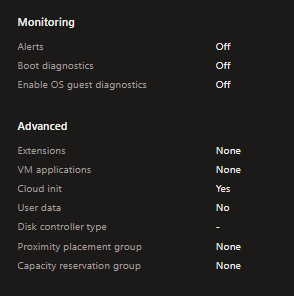 Monitoring
Alerts Off
Boot diagnostics Off
Enable OS guest diagnostics Off
Advanced
Extensions None
VM applications None
Cloud init Yes
User data No
Disk controller type -
Proximity placement group None
Capacity reservation group None